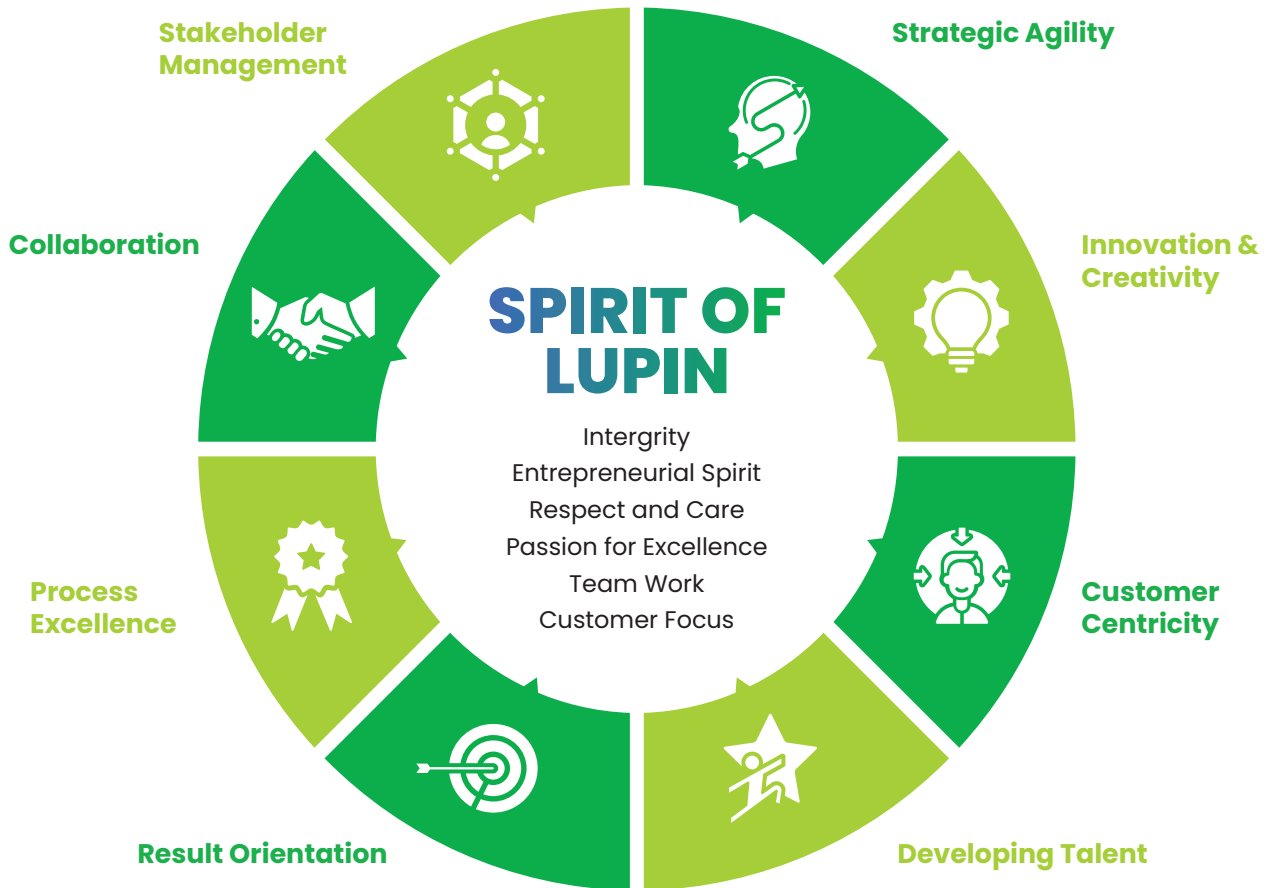 Stakeholder
Management
Strategic Agility
Collaboration
Innovation &
Creativity
SPIRIT OF
LUPIN
Intergrity
Entrepreneurial Spirit
Respect and Care
Passion for Excellence
Team Work
Customer Focus
Process
Excellence
Customer
Centricity
Result Orientation
Developing Talent